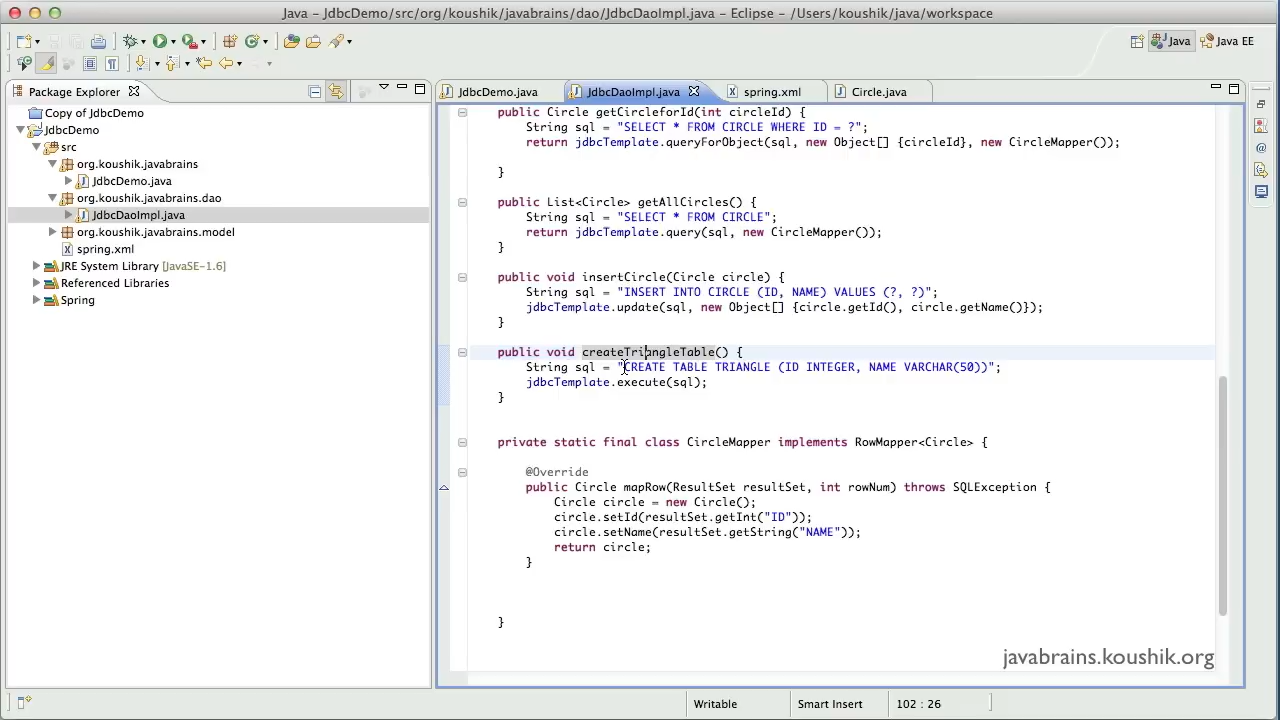 Java - JdbcDemo/src/org/koushik/javabrains/dao/JdbcDaoImpl.java - Eclipse - /Users/koushik/java/workspace
Java
Java EE
Package Explorer
Copy of JdbcDemo
JdbcDemo
src
org.koushik.javabrains
JdbcDemo.java
org.koushik.javabrains.dao
JdbcDaoImpl.java
org.koushik.javabrains.model
spring.xml
JRE System Library [JavaSE-1.6]
Referenced Libraries
Spring
JdbcDemo.java
JdbcDaoImpl.java
spring.xml
Circle.java
public Circle getCircleforId(int circleId) {
String sql = "SELECT * FROM CIRCLE WHERE ID = ?";
return jdbcTemplate.queryForObject(sql, new Object[] {circleId}, new CircleMapper());
}
public List<Circle> getAllCircles() {
String sql = "SELECT * FROM CIRCLE";
return jdbcTemplate.query(sql, new CircleMapper());
}
public void insertCircle(Circle circle) {
String sql = "INSERT INTO CIRCLE (ID, NAME) VALUES (?, ?)";
jdbcTemplate.update(sql, new Object[] {circle.getId(), circle.getName()});
}
public void createTriangleTable() {
String sql = "CREATE TABLE TRIANGLE (ID INTEGER, NAME VARCHAR(50))";
jdbcTemplate.execute(sql);
}
private static final class CircleMapper implements RowMapper<Circle> {
@Override
public Circle mapRow(ResultSet resultSet, int rowNum) throws SQLException {
Circle circle = new Circle();
circle.setId(resultSet.getInt("ID"));
circle.setName(resultSet.getString("NAME"));
return circle;
}
}
javabrains.koushik.org
Writable
Smart Insert
102 : 26